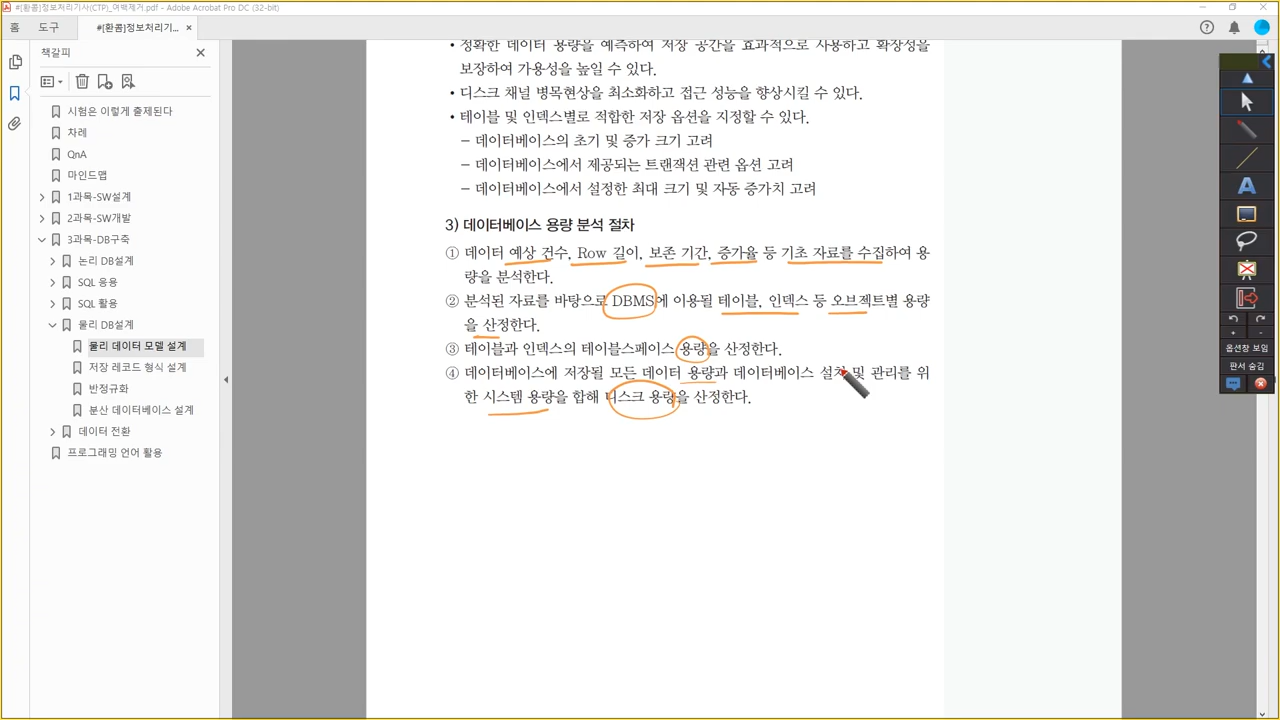 #[환콤]정보처리기사(CTP)_여백제거.pdf - Adobe Acrobat Pro DC (32-bit)
홈 도구 #[환콤]정보처리기... ×
책갈피
시험은 이렇게 출제된다
차례
QnA
마인드맵
1과목-SW설계
2과목-SW개발
3과목-DB구축
논리 DB설계
SQL 응용
SQL 활용
물리 DB설계
물리 데이터 모델 설계
저장 레코드 형식 설계
반정규화
분산 데이터베이스 설계
데이터 전환
프로그래밍 언어 활용
• 정확한 데이터 용량을 예측하여 저장 공간을 효과적으로 사용하고 확장성을
보장하여 가용성을 높일 수 있다.
• 디스크 채널 병목현상을 최소화하고 접근 성능을 향상시킬 수 있다.
• 테이블 및 인덱스별로 적합한 저장 옵션을 지정할 수 있다.
– 데이터베이스의 초기 및 증가 크기 고려
– 데이터베이스에서 제공되는 트랜잭션 관련 옵션 고려
– 데이터베이스에서 설정한 최대 크기 및 자동 증가치 고려
3) 데이터베이스 용량 분석 절차
① 데이터 예상 건수, Row 길이, 보존 기간, 증가율 등 기초 자료를 수집하여 용
량을 분석한다.
② 분석된 자료를 바탕으로 DBMS에 이용될 테이블, 인덱스 등 오브젝트별 용량
을 산정한다.
③ 테이블과 인덱스의 테이블스페이스 용량을 산정한다.
④ 데이터베이스에 저장될 모든 데이터 용량과 데이터베이스 설치 및 관리를 위
한 시스템 용량을 합해 디스크 용량을 산정한다.
옵션창 보임
판서 숨김